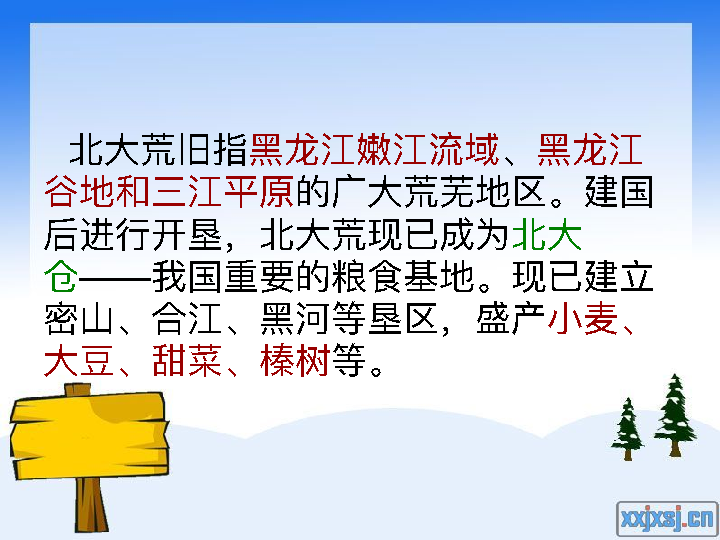 北大荒旧指黑龙江嫩江流域、黑龙江
谷地和三江平原的广大荒芜地区。建国
后进行开垦，北大荒现已成为北大
仓——我国重要的粮食基地。现已建立
密山、合江、黑河等垦区，盛产小麦、
大豆、甜菜、榛树等。
xxjxsj.cn